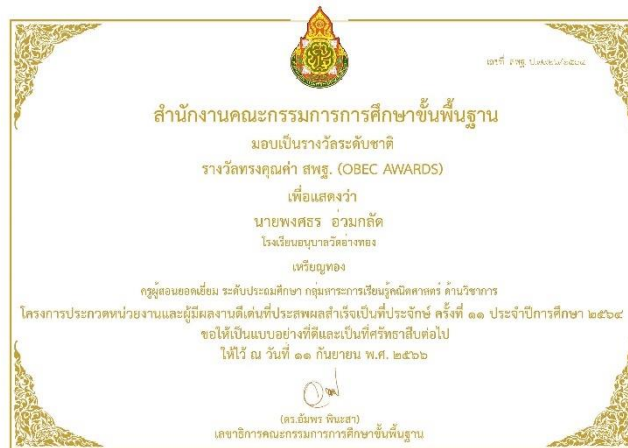 เลขที่ สพฐ.
สำนักงานคณะกรรมการการศึกษาขั้นพื้นฐาน
มอบเป็นรางวัลระดับชาติ
รางวัลทรงคุณค่า สพฐ. (OBEC AWARDS)
เพื่อแสดงว่า
นายพงศธร อ่วมกลัด
โรงเรียนอนุบาลวัดอ่างทอง
เหรียญทอง
ครูผู้สอนยอดเยี่ยม ระดับประถมศึกษา กลุ่มสาระการเรียนรู้คณิตศาสตร์ ด้านวิชาการ
โครงการประกวดหน่วยงานและผู้มีผลงานดีเด่นที่ประสพผลสำเร็จเป็นที่ประจักษ์ ครั้งที่ ๑๑ ประจำปีการศึกษา ๒๕๖๔
ขอให้เป็นแบบอย่างที่ดีและเป็นที่ศรัทธาสืบต่อไป
ให้ไว้ ณ วันที่ ๑๑ กันยายน พ.ศ. ๒๕๖๖
(ดร.อัมพร พินะสา)
เลขาธิการคณะกรรมการการศึกษาขั้นพื้นฐาน